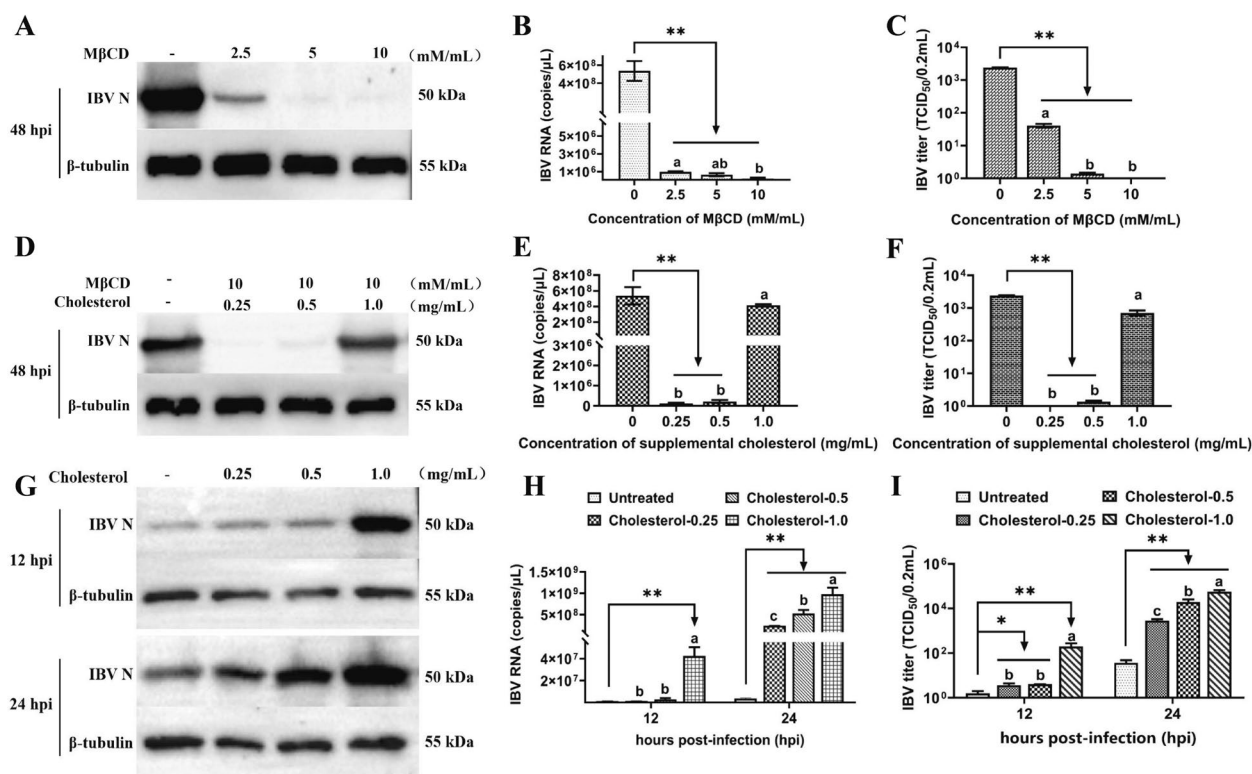 A
MβCD - 2.5 5 10 (mM/mL)
IBV N 50 kDa
48 hpi
β-tubulin 55 kDa
B
**
IBV RNA (copies/μL)
6×10⁸
4×10⁸
5×10⁶
3×10⁶
1×10⁶
a ab b
0 2.5 5 10
Concentration of MβCD (mM/mL)
C
**
IBV titer (TCID₅₀/0.2mL)
10⁴
10³
10²
10¹
10⁰
a b b
0 2.5 5 10
Concentration of MβCD (mM/mL)
D
MβCD - 10 10 10 (mM/mL)
Cholesterol - 0.25 0.5 1.0 (mg/mL)
IBV N 50 kDa
48 hpi
β-tubulin 55 kDa
E
**
IBV RNA (copies/μL)
8×10⁸
6×10⁸
4×10⁸
2×10⁸
3×10⁶
2×10⁶
1×10⁶
0
b b a
0 0.25 0.5 1.0
Concentration of supplemental cholesterol (mg/mL)
F
**
IBV titer (TCID₅₀/0.2mL)
10⁴
10³
10²
10¹
10⁰
b b a
0 0.25 0.5 1.0
Concentration of supplemental cholesterol (mg/mL)
G
Cholesterol - 0.25 0.5 1.0 (mg/mL)
IBV N 50 kDa
12 hpi
β-tubulin 55 kDa
IBV N 50 kDa
24 hpi
β-tubulin 55 kDa
H
Untreated Cholesterol-0.5
Cholesterol-0.25 Cholesterol-1.0
** **
IBV RNA (copies/μL)
1.5×10⁹
1×10⁹
5×10⁸
4×10⁷
2×10⁷
b b a c b a
12 24
hours post-infection (hpi)
I
Untreated Cholesterol-0.5
Cholesterol-0.25 Cholesterol-1.0
* ** **
IBV titer (TCID₅₀/0.2mL)
10⁶
10⁴
10²
10⁰
b b a c b a
12 24
hours post-infection (hpi)